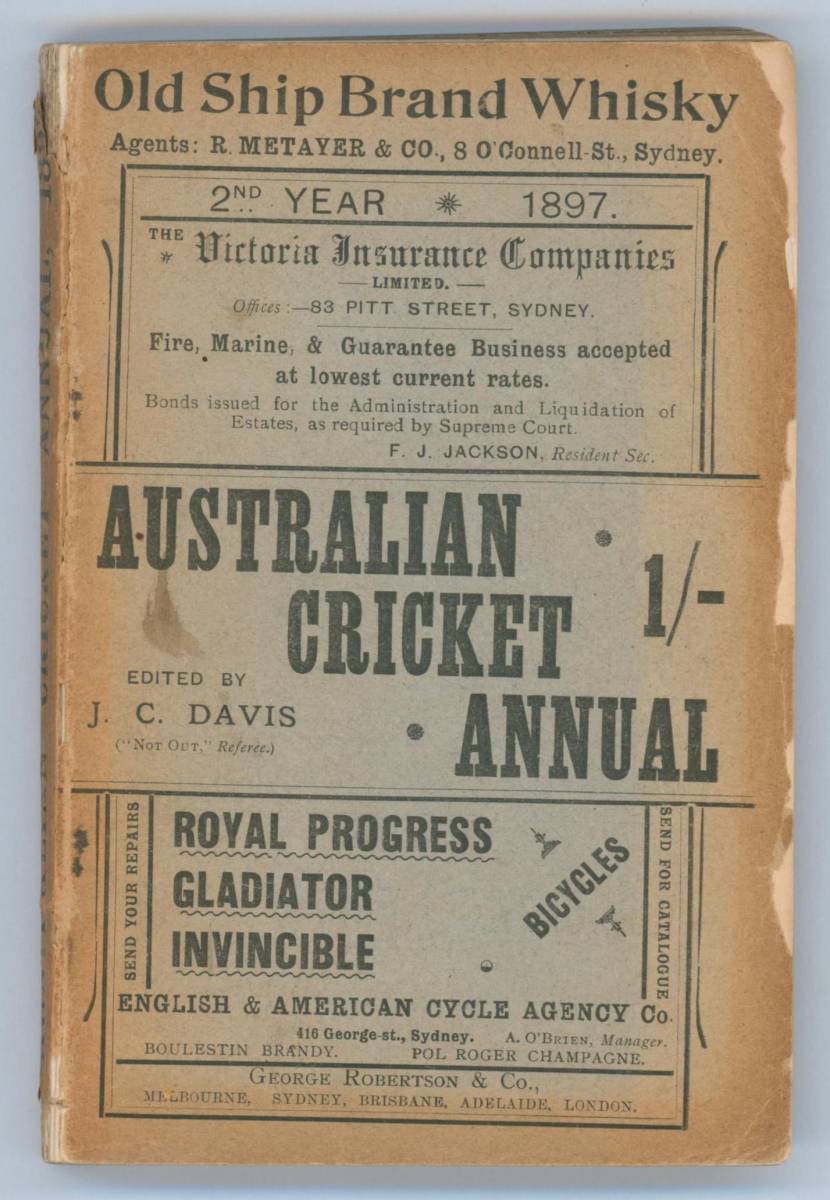 Old Ship Brand Whisky
Agents: R. METAYER & CO., 8 O'Connell-St., Sydney.
2ND YEAR 1897.
THE Victoria Insurance Companies
LIMITED.
Offices:—83 PITT STREET, SYDNEY.
Fire, Marine, & Guarantee Business accepted
at lowest current rates.
Bonds issued for the Administration and Liquidation of
Estates, as required by Supreme Court.
F. J. JACKSON, Resident Sec.
AUSTRALIAN
CRICKET
1/-
ANNUAL
EDITED BY
J. C. DAVIS
("NOT OUT," Referee.)
SEND YOUR REPAIRS
ROYAL PROGRESS
GLADIATOR
INVINCIBLE
BICYCLES
SEND FOR CATALOGUE
ENGLISH & AMERICAN CYCLE AGENCY Co.
416 George-st., Sydney. A. O'BRIEN, Manager.
BOULESTIN BRANDY. POL ROGER CHAMPAGNE.
GEORGE ROBERTSON & CO.,
MELBOURNE, SYDNEY, BRISBANE, ADELAIDE, LONDON.